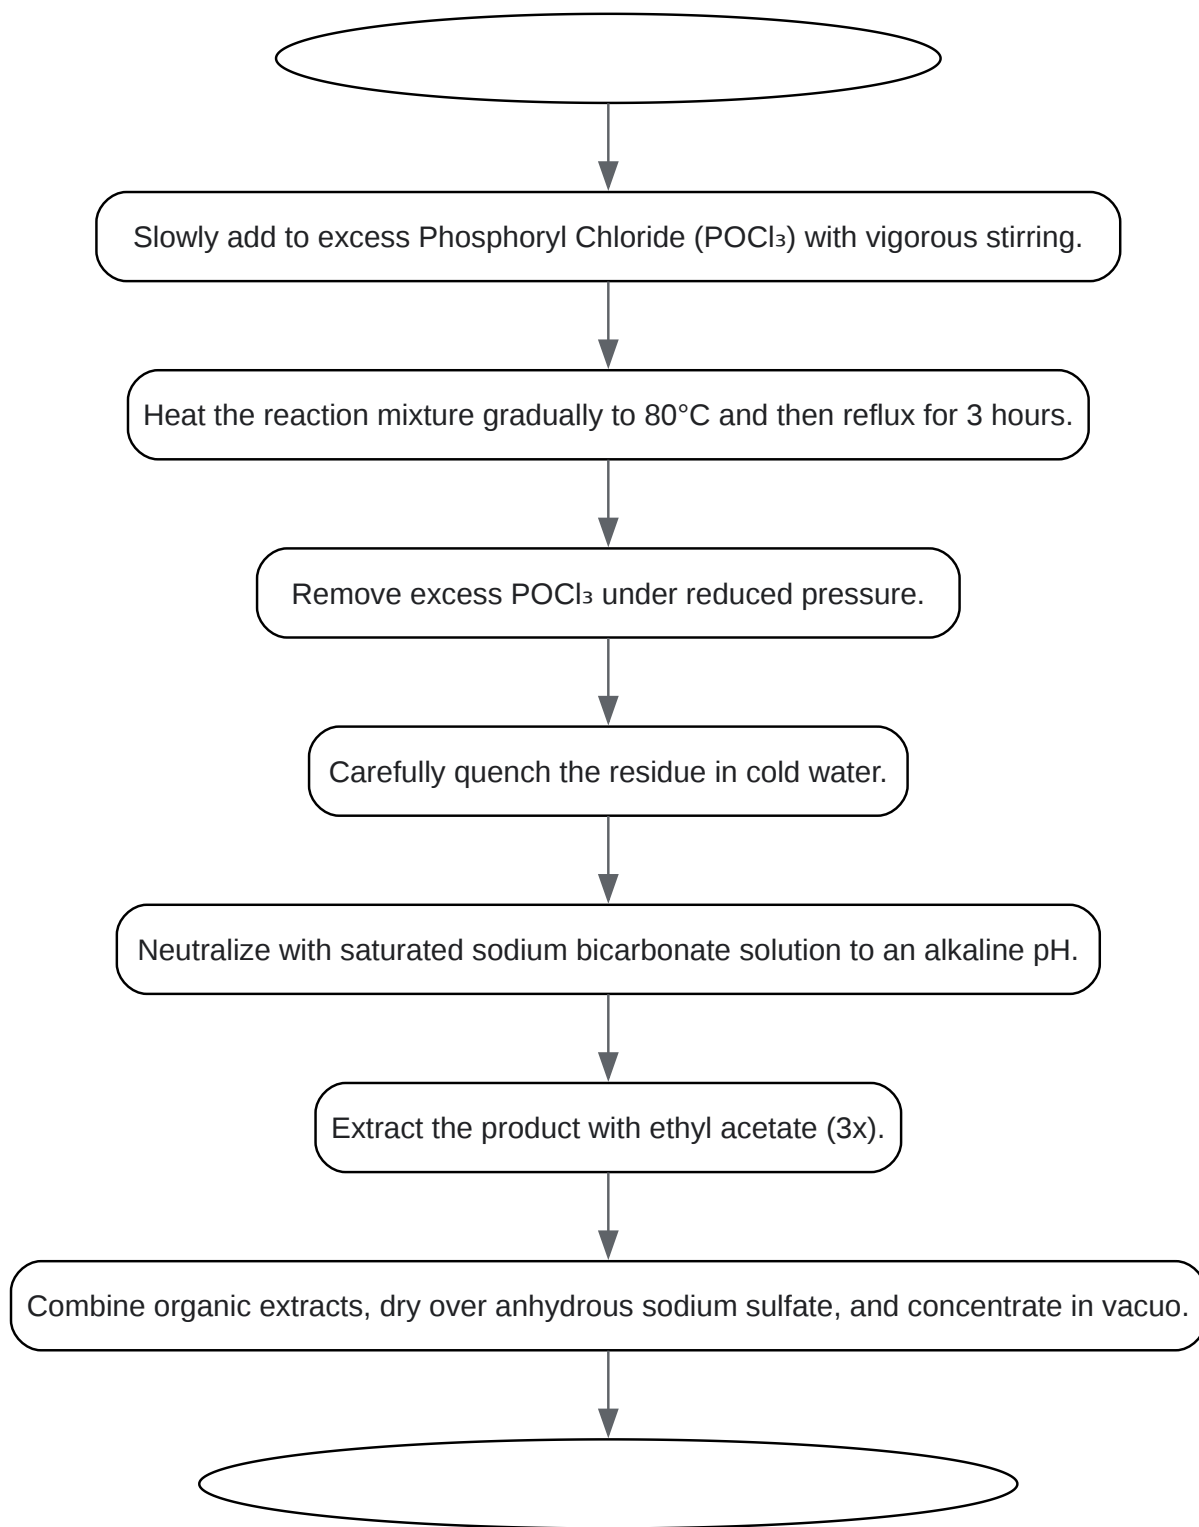 Slowly add to excess Phosphoryl Chloride (POCl₃) with vigorous stirring.
Heat the reaction mixture gradually to 80°C and then reflux for 3 hours.
Remove excess POCl₃ under reduced pressure.
Carefully quench the residue in cold water.
Neutralize with saturated sodium bicarbonate solution to an alkaline pH.
Extract the product with ethyl acetate (3x).
Combine organic extracts, dry over anhydrous sodium sulfate, and concentrate in vacuo.